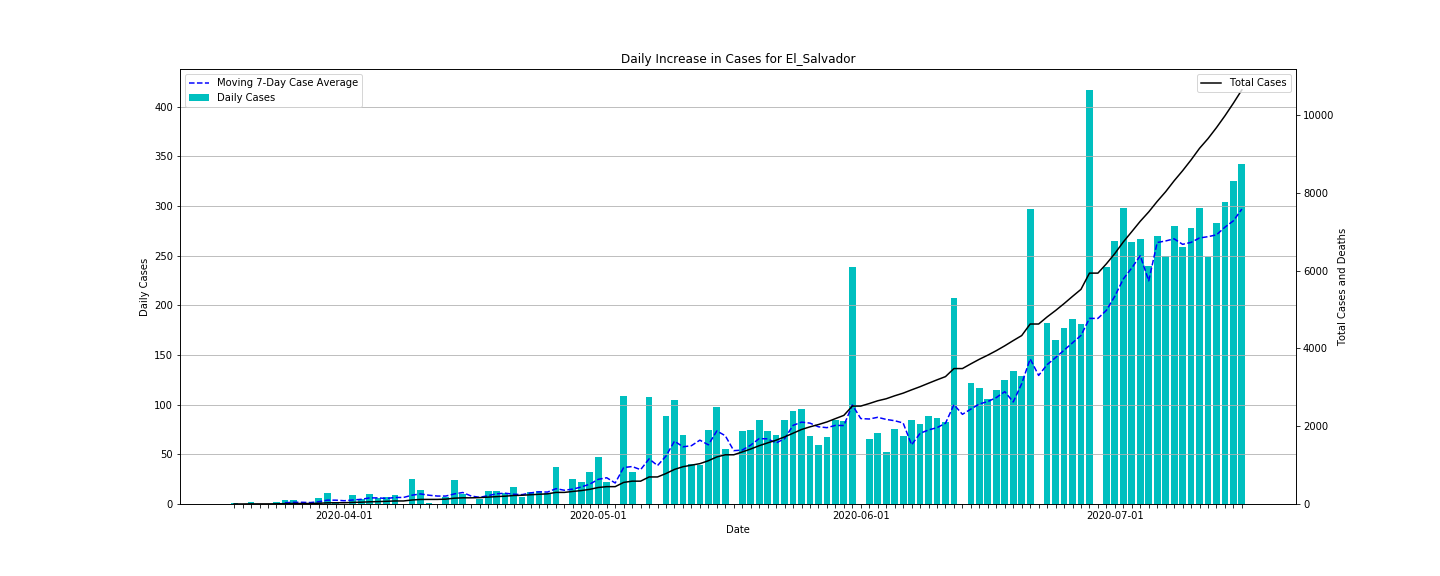 Daily Increase in Cases for El_Salvador
Moving 7-Day Case Average
Daily Cases
Total Cases
400
350
300
250
200
150
100
50
0
Daily Cases
10000
8000
6000
4000
2000
0
Total Cases and Deaths
2020-04-01
2020-05-01
2020-06-01
2020-07-01
Date